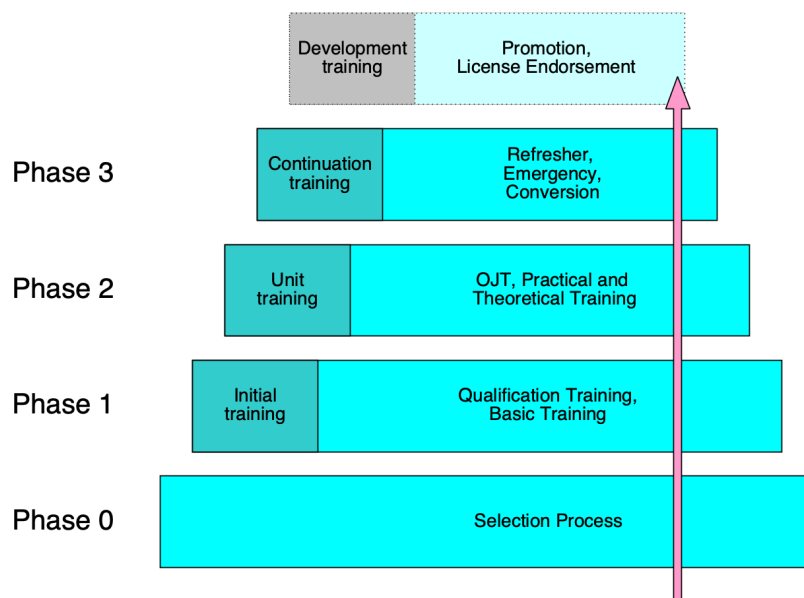 Development
training
Promotion,
License Endorsement
Phase 3
Continuation
training
Refresher,
Emergency,
Conversion
Phase 2
Unit
training
OJT, Practical and
Theoretical Training
Phase 1
Initial
training
Qualification Training,
Basic Training
Phase 0
Selection Process